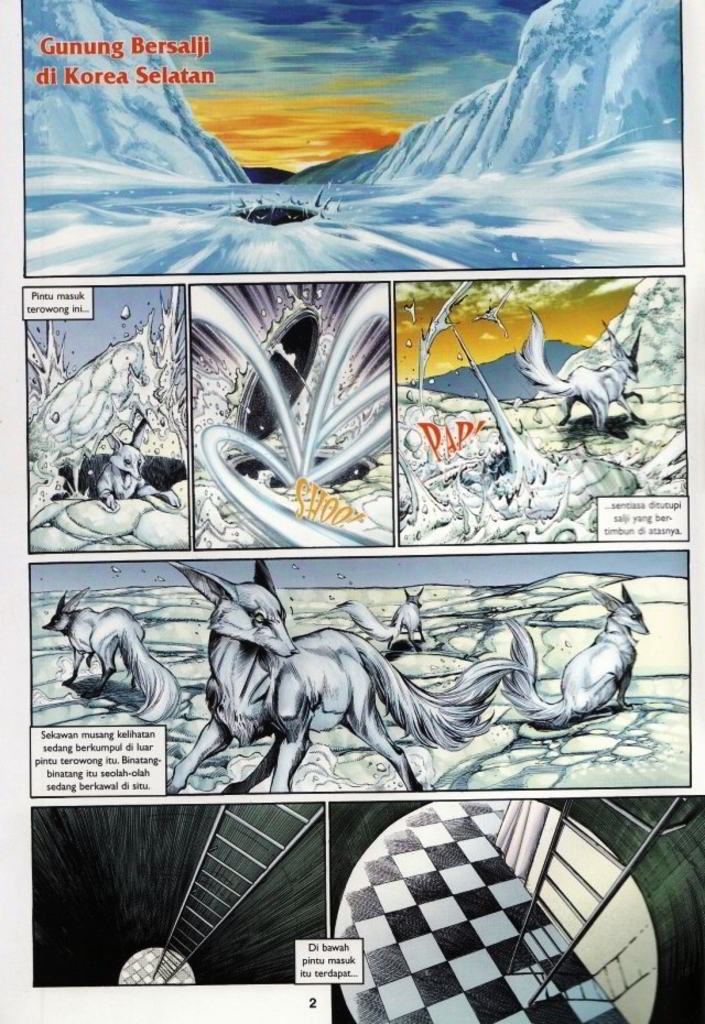 Gunung Bersalji
di Korea Selatan
Pintu masuk
terowong ini...
SHOO
PAP!
...sentiasa ditutupi
salji yang ber-
timbun di atasnya.
Sekawan musang kelihatan
sedang berkumpul di luar
pintu terowong itu. Binatang-
binatang itu seolah-olah
sedang berkawal di situ.
Di bawah
pintu masuk
itu terdapat...
2